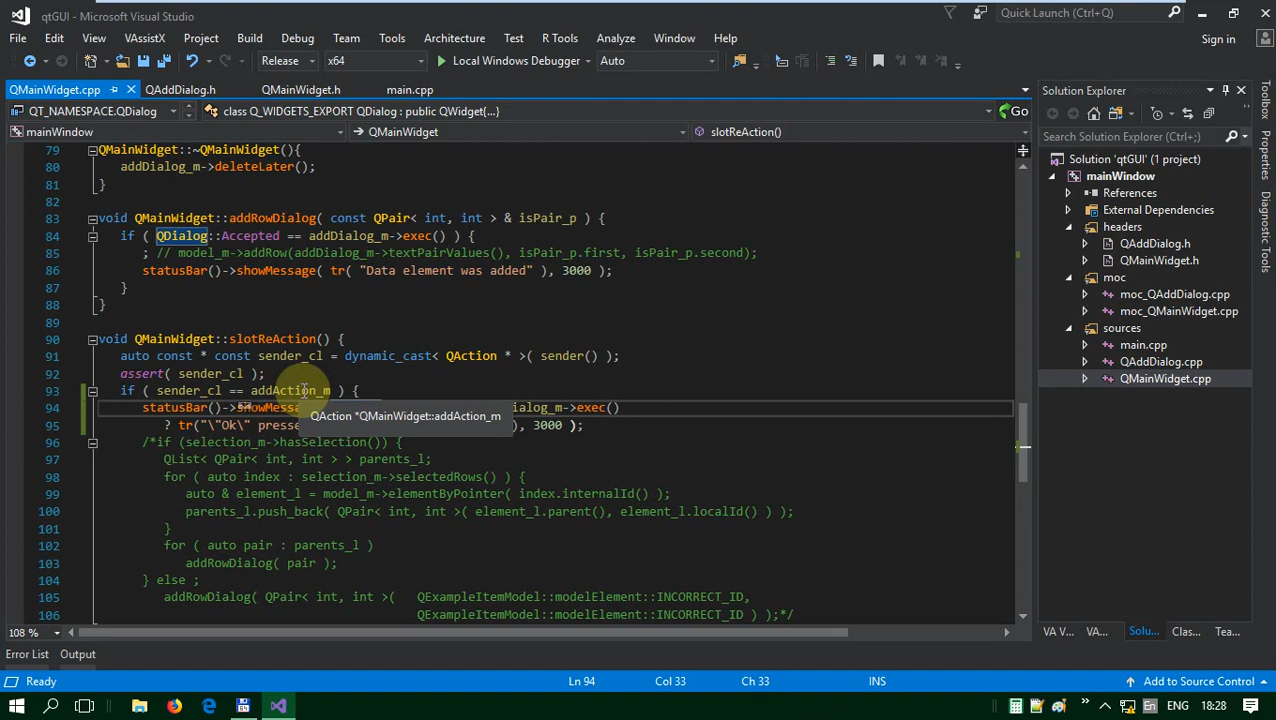 qtGUI - Microsoft Visual Studio
Quick Launch (Ctrl+Q)
File Edit View VAssistX Project Build Debug Team Tools Architecture Test R Tools Analyze Window Help
Sign in
Release x64 Local Windows Debugger Auto
QMainWidget.cpp QAddDialog.h QMainWidget.h main.cpp
QT_NAMESPACE.QDialog class Q_WIDGETS_EXPORT QDialog : public QWidget{...} Go
mainWindow QMainWidget slotReAction()
79 QMainWidget::~QMainWidget(){
80 addDialog_m->deleteLater();
81 }
82
83 void QMainWidget::addRowDialog( const QPair< int, int > & isPair_p ) {
84 if ( QDialog::Accepted == addDialog_m->exec() ) {
85 ; // model_m->addRow(addDialog_m->textPairValues(), isPair_p.first, isPair_p.second);
86 statusBar()->showMessage( tr( "Data element was added" ), 3000 );
87 }
88 }
89
90 void QMainWidget::slotReAction() {
91 auto const * const sender_cl = dynamic_cast< QAction * >( sender() );
92 assert( sender_cl );
93 if ( sender_cl == addAction_m ) {
94 statusBar()->showMessa ialog_m->exec()
QAction *QMainWidget::addAction_m
95 ? tr("\"Ok\" presse ), 3000 );
96 /*if (selection_m->hasSelection()) {
97 QList< QPair< int, int > > parents_l;
98 for ( auto index : selection_m->selectedRows() ) {
99 auto & element_l = model_m->elementByPointer( index.internalId() );
100 parents_l.push_back( QPair< int, int >( element_l.parent(), element_l.localId() ) );
101 }
102 for ( auto pair : parents_l )
103 addRowDialog( pair );
104 } else ;
105 addRowDialog( QPair< int, int >( QExampleItemModel::modelElement::INCORRECT_ID,
106 QExampleItemModel::modelElement::INCORRECT_ID ) );*/
108 %
Solution Explorer
Search Solution Explorer (Ctrl+;)
Solution 'qtGUI' (1 project)
mainWindow
References
External Dependencies
headers
QAddDialog.h
QMainWidget.h
moc
moc_QAddDialog.cpp
moc_QMainWidget.cpp
sources
main.cpp
QAddDialog.cpp
QMainWidget.cpp
VA V... VA... Solu... Clas... Tea...
Toolbox
Properties
Diagnostic Tools
Error List Output
Ready Ln 94 Col 33 Ch 33 INS Add to Source Control
64
En ENG 18:28